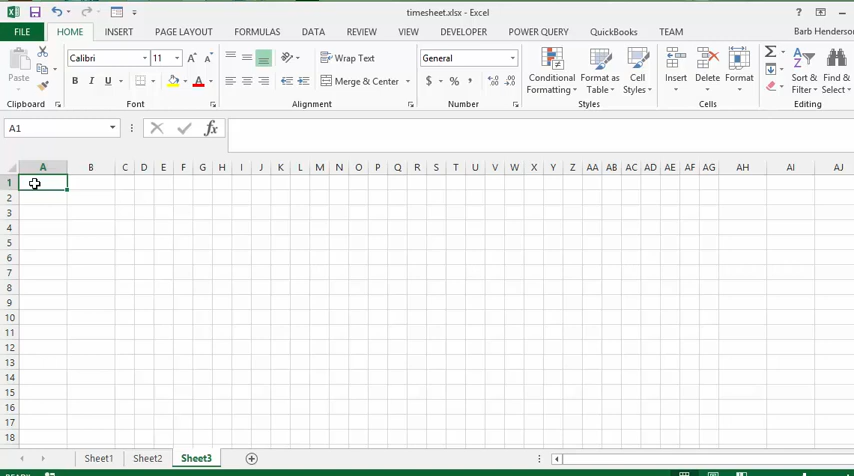 timesheet.xlsx - Excel
FILE HOME INSERT PAGE LAYOUT FORMULAS DATA REVIEW VIEW DEVELOPER POWER QUERY QuickBooks TEAM Barb Henderson
Calibri 11 Wrap Text General
Paste B I U A Merge & Center $ % Conditional Formatting Format as Table Cell Styles Insert Delete Format Sort & Filter Find & Select
Clipboard Font Alignment Number Styles Cells Editing
A1 fx
A B C D E F G H I J K L M N O P Q R S T U V W X Y Z AA AB AC AD AE AF AG AH AI AJ
1
2
3
4
5
6
7
8
9
10
11
12
13
14
15
16
17
18
Sheet1 Sheet2 Sheet3